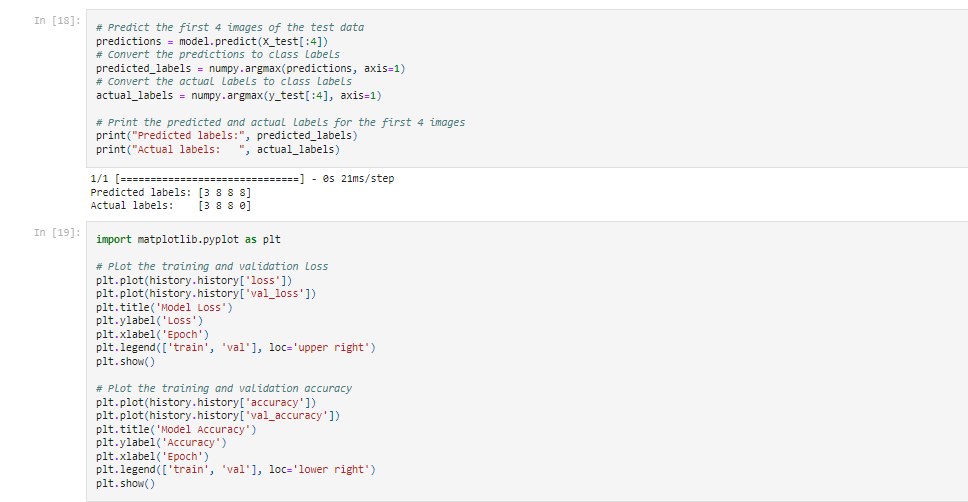 In [18]:
# Predict the first 4 images of the test data
predictions = model.predict(X_test[:4])
# Convert the predictions to class labels
predicted_labels = numpy.argmax(predictions, axis=1)
# Convert the actual labels to class labels
actual_labels = numpy.argmax(y_test[:4], axis=1)
# Print the predicted and actual labels for the first 4 images
print("Predicted labels:", predicted_labels)
print("Actual labels:   ", actual_labels)
1/1 [==============================] - 0s 21ms/step
Predicted labels: [3 8 8 8]
Actual labels:    [3 8 8 0]
In [19]:
import matplotlib.pyplot as plt
# Plot the training and validation loss
plt.plot(history.history['loss'])
plt.plot(history.history['val_loss'])
plt.title('Model Loss')
plt.ylabel('Loss')
plt.xlabel('Epoch')
plt.legend(['train', 'val'], loc='upper right')
plt.show()
# Plot the training and validation accuracy
plt.plot(history.history['accuracy'])
plt.plot(history.history['val_accuracy'])
plt.title('Model Accuracy')
plt.ylabel('Accuracy')
plt.xlabel('Epoch')
plt.legend(['train', 'val'], loc='lower right')
plt.show()